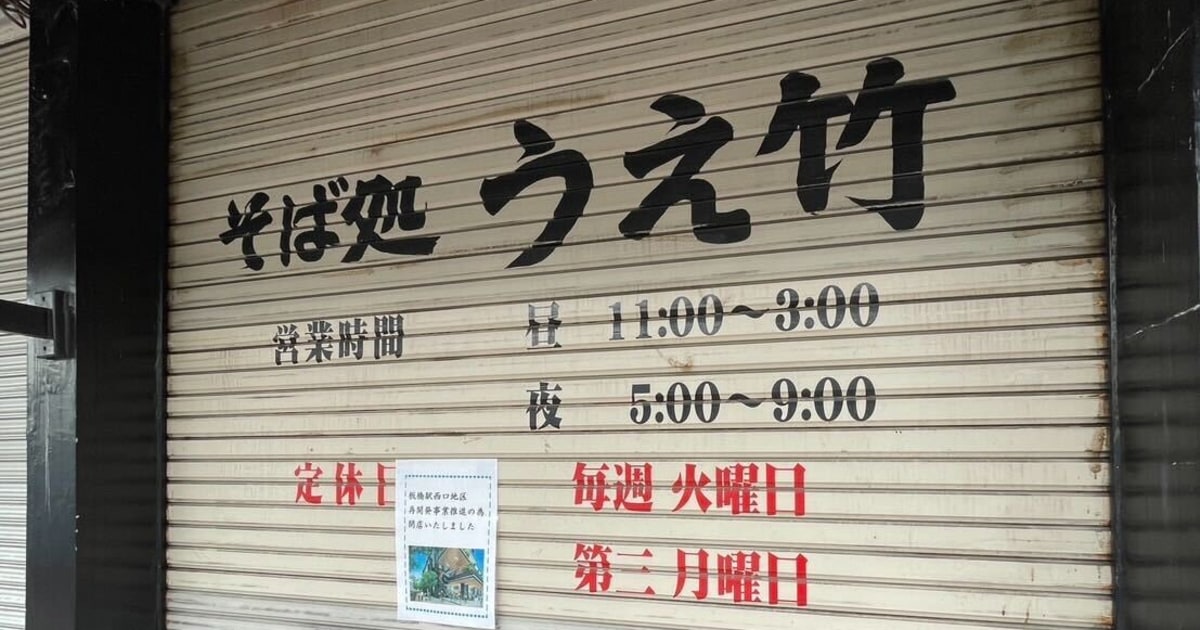 そば処 うえ竹
営業時間 昼 11:00～3:00
夜 5:00～9:00
定休日 毎週 火曜日
第三 月曜日
板橋駅西口地区
再開発事業推進の為
閉店いたしました